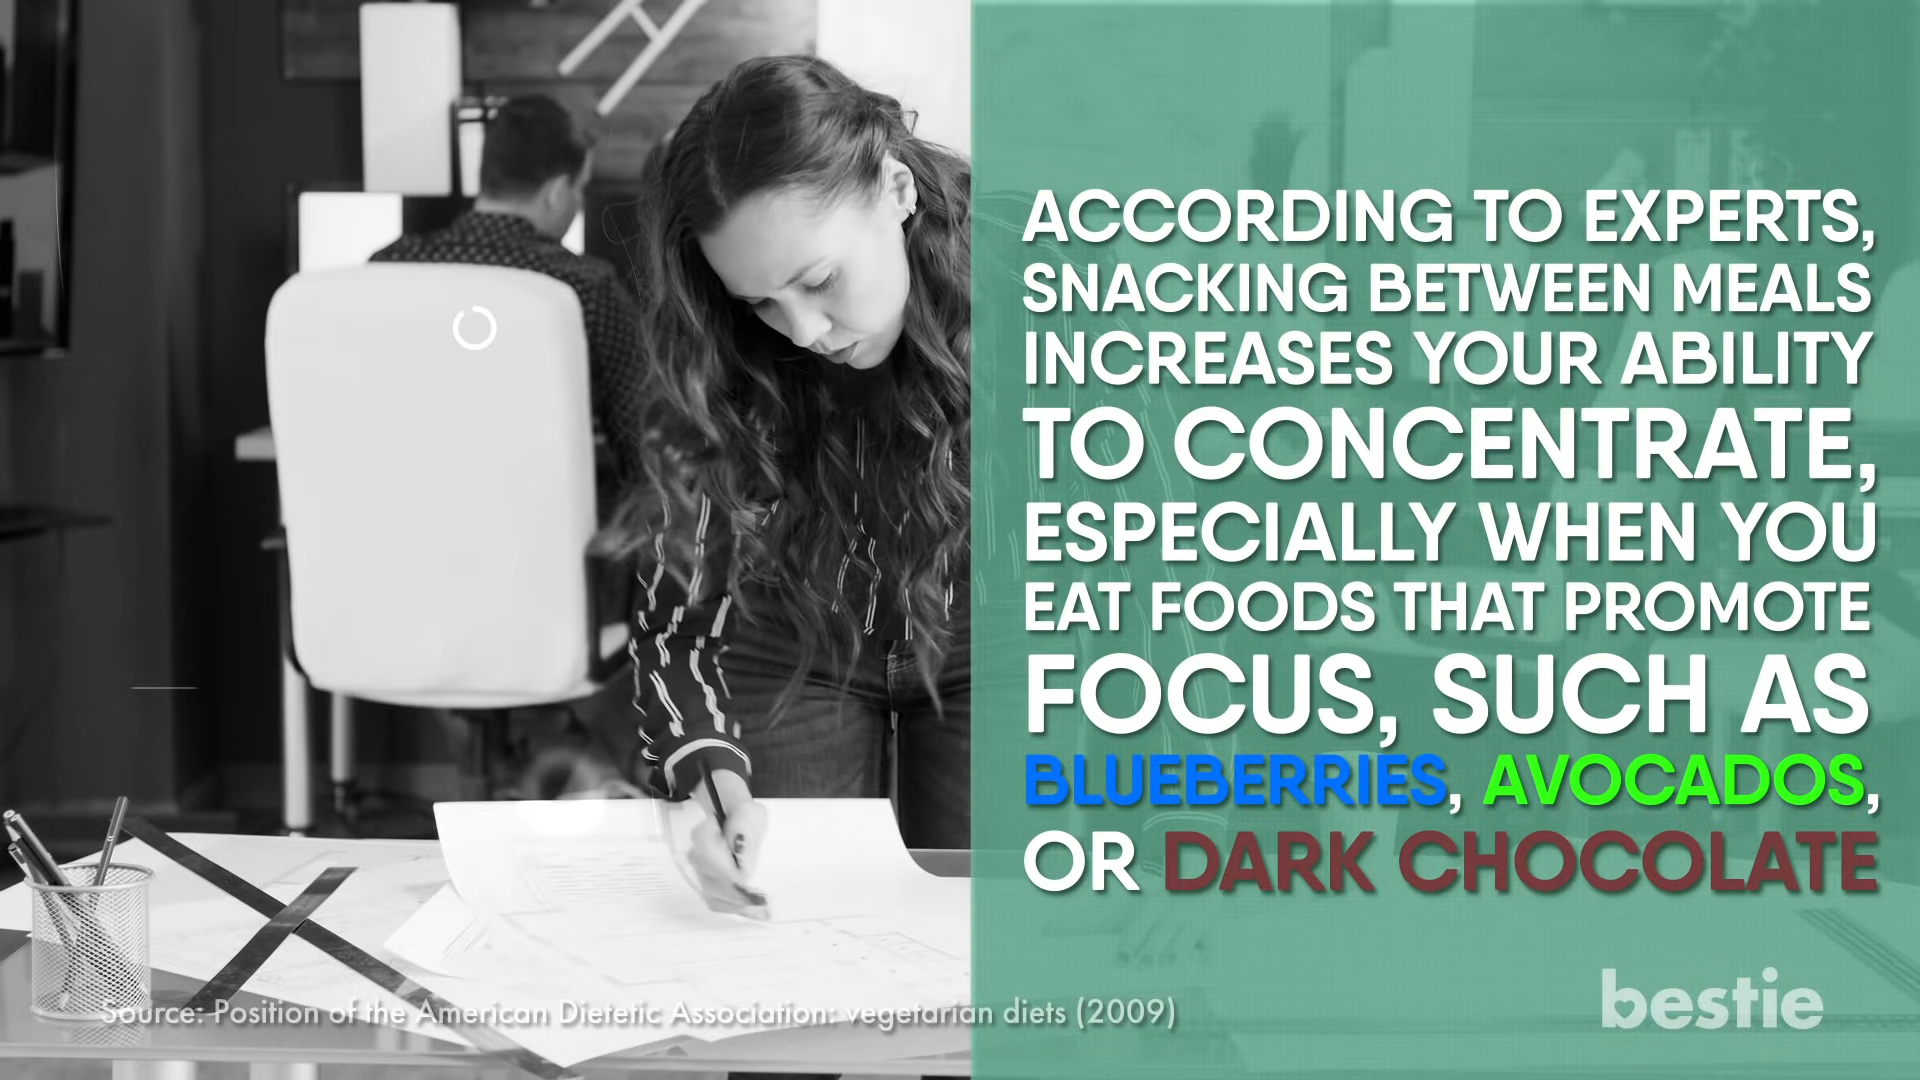 ACCORDING TO EXPERTS,
SNACKING BETWEEN MEALS
INCREASES YOUR ABILITY
TO CONCENTRATE,
ESPECIALLY WHEN YOU
EAT FOODS THAT PROMOTE
FOCUS, SUCH AS
BLUEBERRIES, AVOCADOS,
OR DARK CHOCOLATE
Source: Position of the American Dietetic Association: vegetarian diets (2009)
bestie